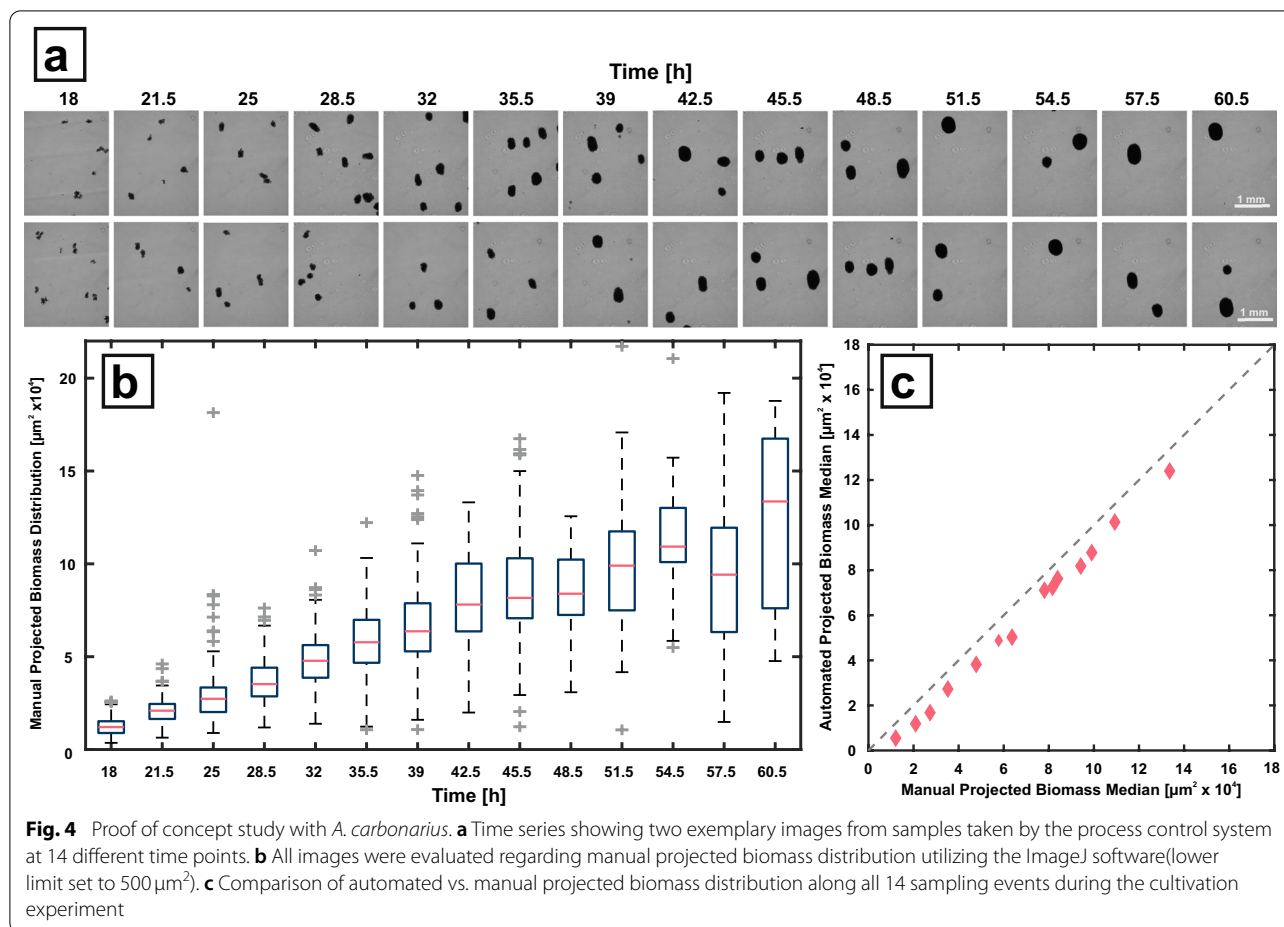 a
Time [h]
18 21.5 25 28.5 32 35.5 39 42.5 45.5 48.5 51.5 54.5 57.5 60.5
1 mm
1 mm
b
Manual Projected Biomass Distribution [µm² x10⁴]
20
15
10
5
0
18 21.5 25 28.5 32 35.5 39 42.5 45.5 48.5 51.5 54.5 57.5 60.5
Time [h]
c
Automated Projected Biomass Median [µm² x 10⁴]
18
16
14
12
10
8
6
4
2
0
0 2 4 6 8 10 12 14 16 18
Manual Projected Biomass Median [µm² x 10⁴]
Fig. 4 Proof of concept study with A. carbonarius. a Time series showing two exemplary images from samples taken by the process control system
at 14 different time points. b All images were evaluated regarding manual projected biomass distribution utilizing the ImageJ software(lower
limit set to 500 µm²). c Comparison of automated vs. manual projected biomass distribution along all 14 sampling events during the cultivation
experiment